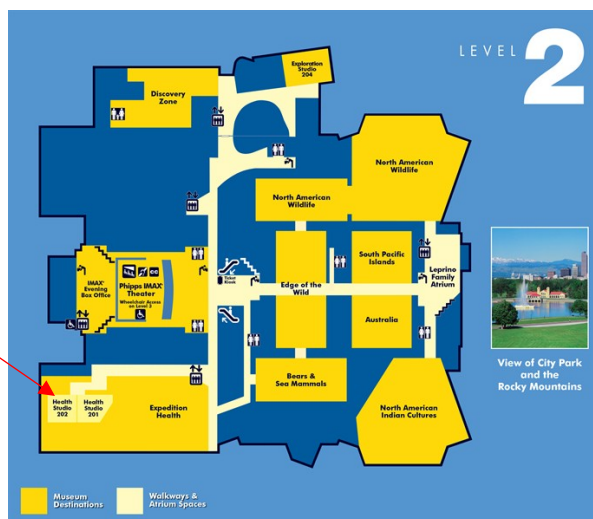 LEVEL 2
Exploration
Studio
204
Discovery
Zone
North American
Wildlife
North American
Wildlife
IMAX®
Evening
Box Office
Phipps IMAX®
Theater
Wheelchair Access
on Level 3
Ticket
Kiosk
Edge of the
Wild
South Pacific
Islands
Leprino
Family
Atrium
Australia
View of City Park
and the
Rocky Mountains
Health
Studio
202
Health
Studio
201
Expedition
Health
Bears &
Sea Mammals
North American
Indian Cultures
Museum
Destinations
Walkways &
Atrium Spaces